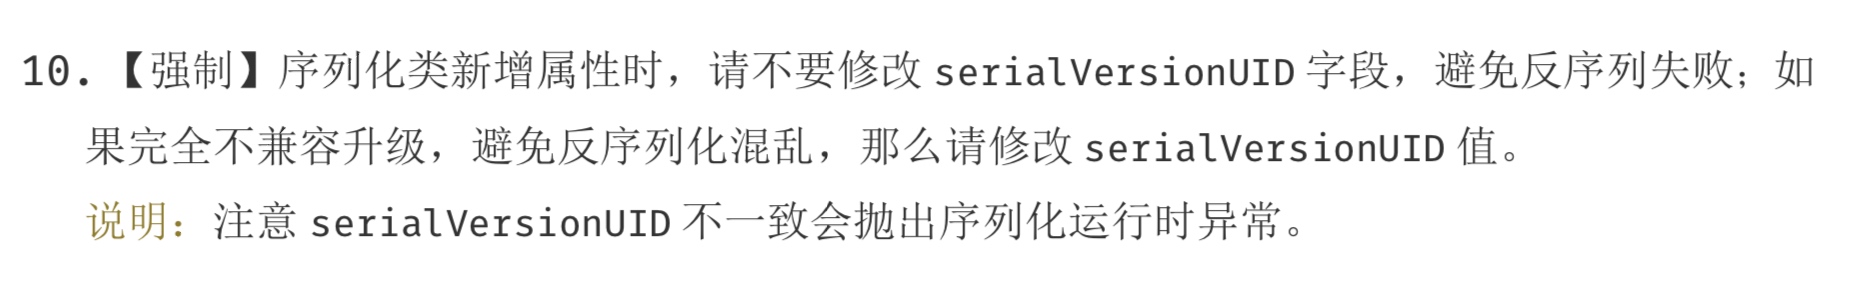 10.【强制】序列化类新增属性时，请不要修改 serialVersionUID 字段，避免反序列失败；如
果完全不兼容升级，避免反序列化混乱，那么请修改 serialVersionUID 值。
说明：注意 serialVersionUID 不一致会抛出序列化运行时异常。